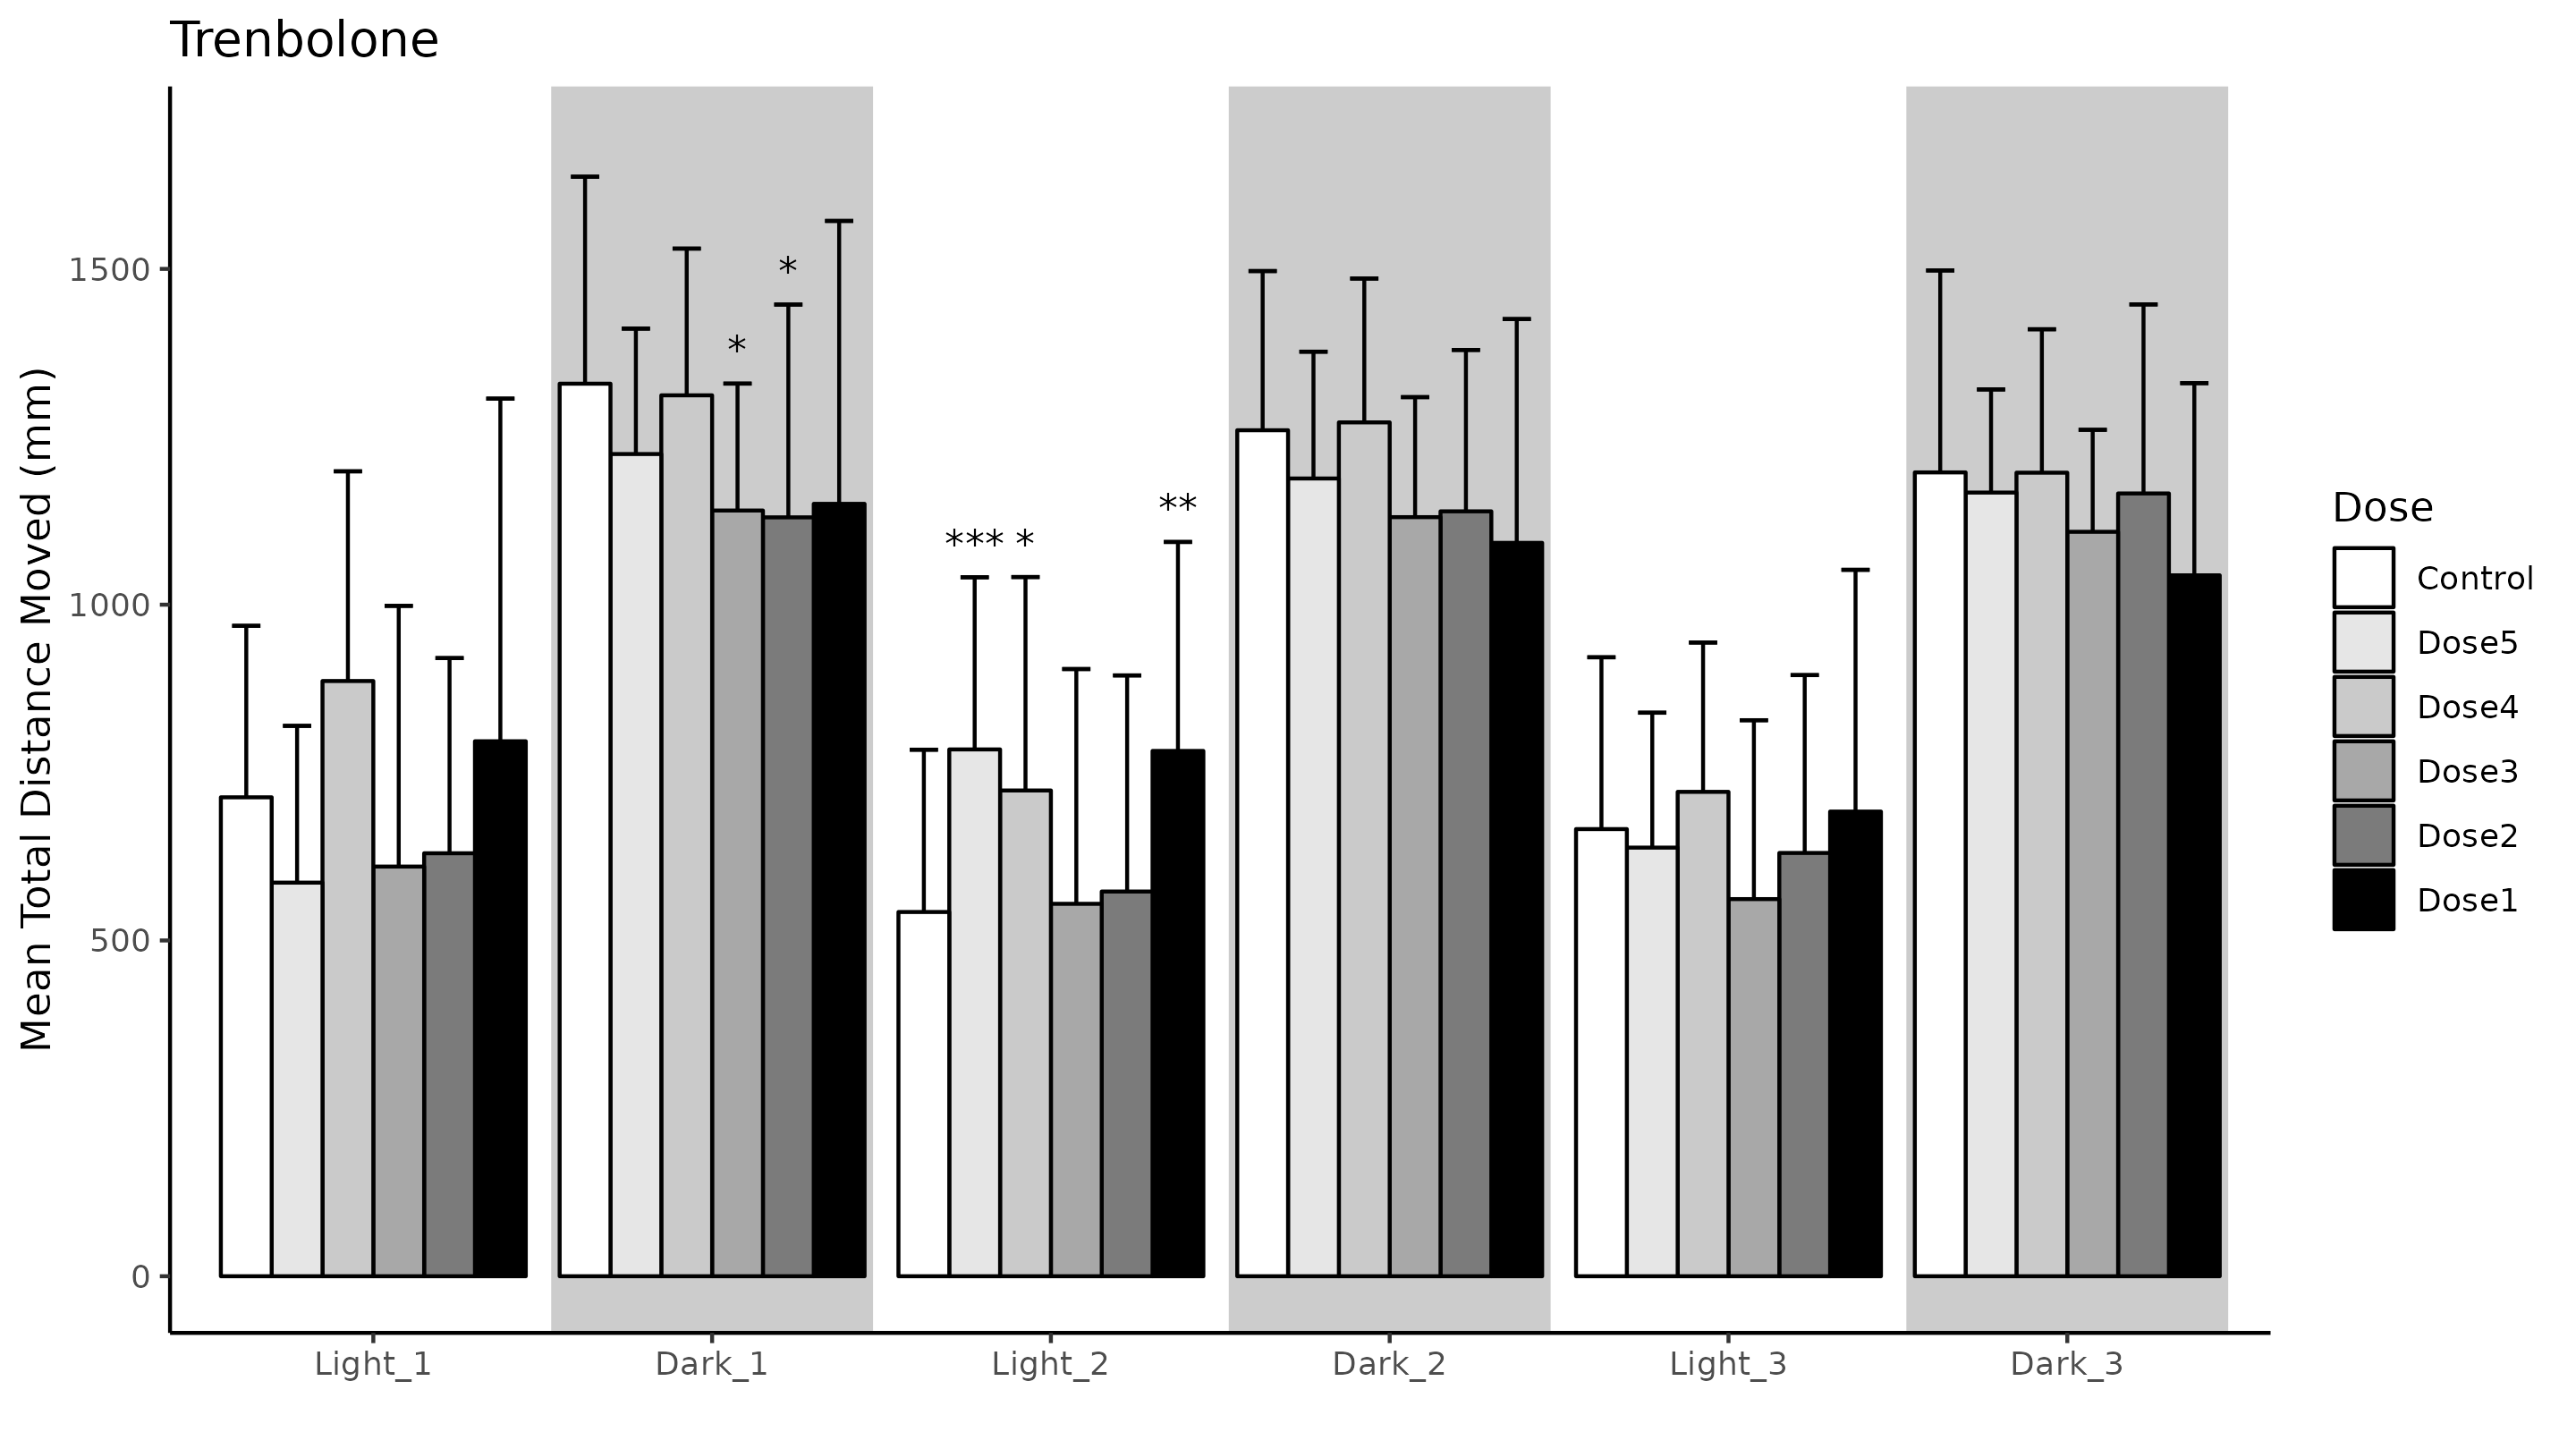 Trenbolone
Mean Total Distance Moved (mm)
1500
1000
500
0
*
*
*** *
**
Light_1
Dark_1
Light_2
Dark_2
Light_3
Dark_3
Dose
Control
Dose5
Dose4
Dose3
Dose2
Dose1